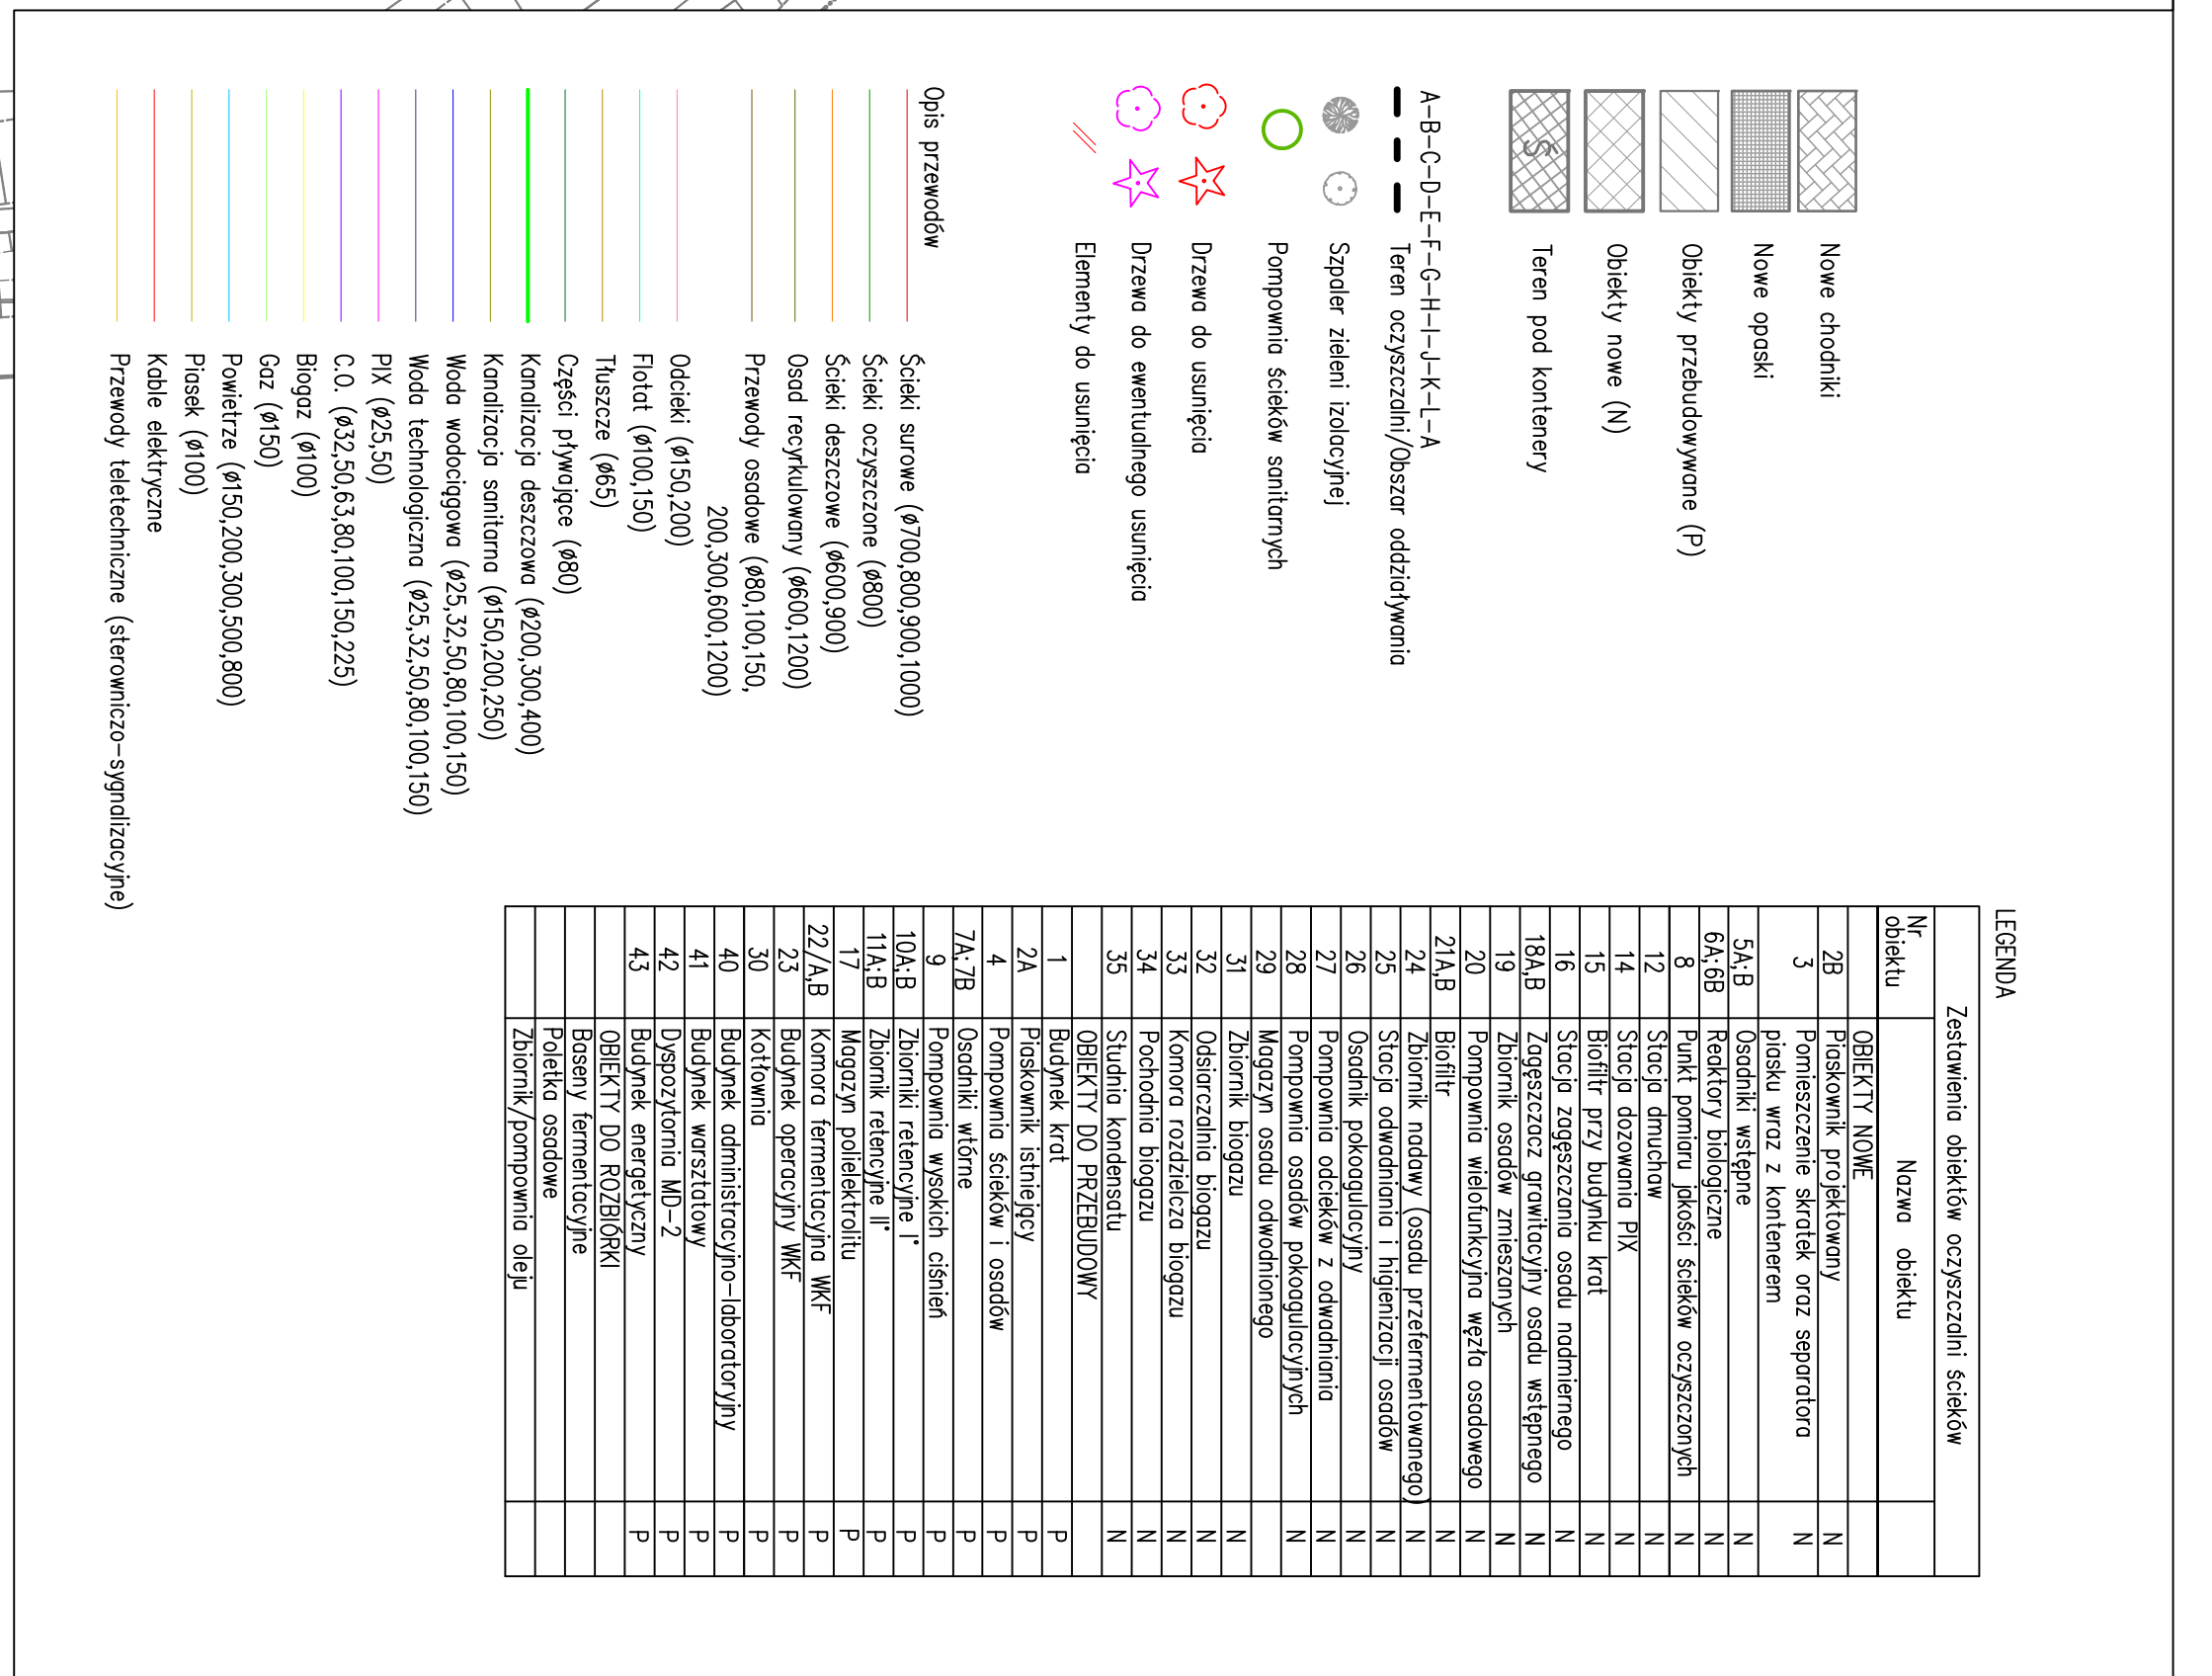 LEGENDA
Zestawienia obiektów oczyszczalni ścieków
Nr obiektu Nazwa obiektu
OBIEKTY NOWE
2B Piaskownik projektowany N
3 Pomieszczenie skratek oraz separatora N
piasku wraz z kontenerem
5A;B Osadniki wstępne N
6A;6B Reaktory biologiczne N
8 Punkt pomiaru jakości ścieków oczyszczonych N
12 Stacja dmuchaw N
14 Stacja dozowania PIX N
15 Biofiltr przy budynku krat N
16 Stacja zagęszczania osadu nadmiernego N
18A,B Zagęszczacz grawitacyjny osadu wstępnego N
19 Zbiornik osadów zmieszanych N
20 Pompownia wielofunkcyjna węzła osadowego N
21A,B Biofiltr N
24 Zbiornik nadawy (osadu przefermentowanego) N
25 Stacja odwadniania i higienizacji osadów N
26 Osadnik pokoagulacyjny N
27 Pompownia odcieków z odwadniania N
28 Pompownia osadów pokoagulacyjnych N
29 Magazyn osadu odwodnionego
31 Zbiornik biogazu N
32 Odsiarczalnia biogazu N
33 Komora rozdzielcza biogazu N
34 Pochodnia biogazu N
35 Studnia kondensatu N
OBIEKTY DO PRZEBUDOWY
1 Budynek krat P
2A Piaskownik istniejący P
4 Pompownia ścieków i osadów P
7A;7B Osadniki wtórne P
9 Pompownia wysokich ciśnień P
10A;B Zbiorniki retencyjne I° P
11A;B Zbiornik retencyjne II° P
17 Magazyn polielektrolitu P
22/A,B Komora fermentacyjna WKF P
23 Budynek operacyjny WKF P
30 Kotłownia P
40 Budynek administracyjno-laboratoryjny P
41 Budynek warsztatowy P
42 Dyspozytornia MD-2 P
43 Budynek energetyczny P
OBIEKTY DO ROZBIÓRKI
Baseny fermentacyjne
Poletka osadowe
Zbiornik/pompownia oleju
Nowe chodniki
Nowe opaski
Obiekty przebudowywane (P)
Obiekty nowe (N)
Ś Teren pod kontenery
A-B-C-D-E-F-G-H-I-J-K-L-A
Teren oczyszczalni/Obszar oddziaływania
Szpaler zieleni izolacyjnej
Pompownia ścieków sanitarnych
Drzewa do usunięcia
Drzewa do ewentualnego usunięcia
Elementy do usunięcia
Opis przewodów
Ścieki surowe (ø700,800,900,1000)
Ścieki oczyszczone (ø800)
Ścieki deszczowe (ø600,900)
Osad recyrkulowany (ø600,1200)
Przewody osadowe (ø80,100,150,
200,300,600,1200)
Odcieki (ø150,200)
Flotat (ø100,150)
Tłuszcze (ø65)
Części pływające (ø80)
Kanalizacja deszczowa (ø200,300,400)
Kanalizacja sanitarna (ø150,200,250)
Woda wodociągowa (ø25,32,50,80,100,150)
Woda technologiczna (ø25,32,50,80,100,150)
PIX (ø25,50)
C.O. (ø32,50,63,80,100,150,225)
Biogaz (ø100)
Gaz (ø150)
Powietrze (ø150,200,300,500,800)
Piasek (ø100)
Kable elektryczne
Przewody teletechniczne (sterowniczo-sygnalizacyjne)